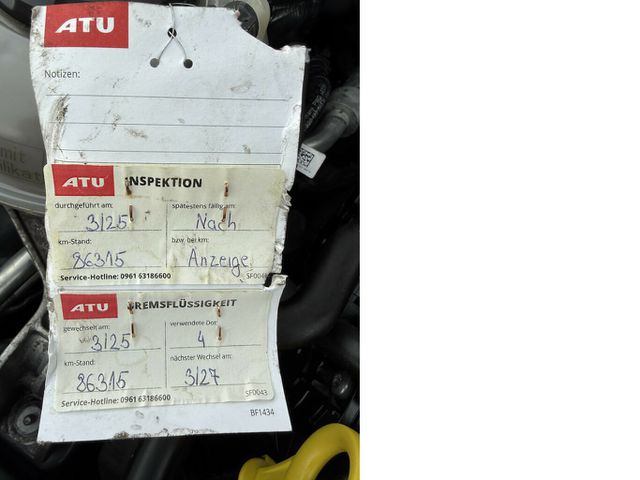 ATU
Notizen:
ATU INSPEKTION
durchgeführt am: spätestens fällig am:
3/25 Nach
km-Stand: bzw. bei km:
86315 Anzeige
Service-Hotline: 0961 63186600
ATU BREMSFLÜSSIGKEIT
gewechselt am: verwendete Dot:
3/25 4
km-Stand: nächster Wechsel am:
86315 3/27
Service-Hotline: 0961 63186600 SF0043
BF1434
mit